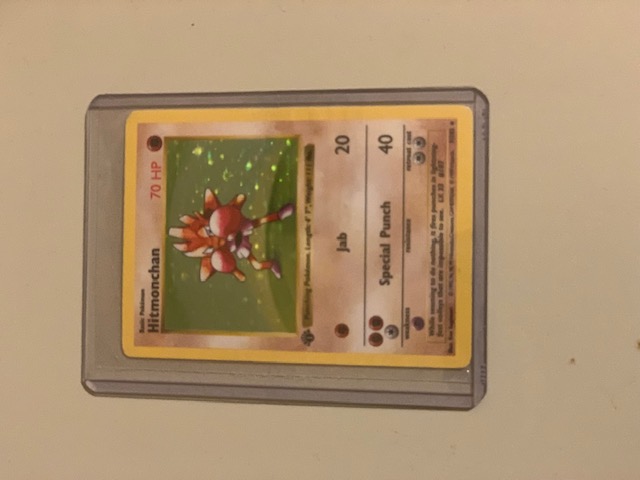 Basic Pokémon
Hitmonchan 70 HP
Punching Pokémon. Length: 4' 7", Weight: 111 lbs.
Jab 20
Special Punch 40
weakness resistance retreat cost
While seeming to do nothing, it fires punches in lightning-
fast volleys that are impossible to see. LV. 33 #107